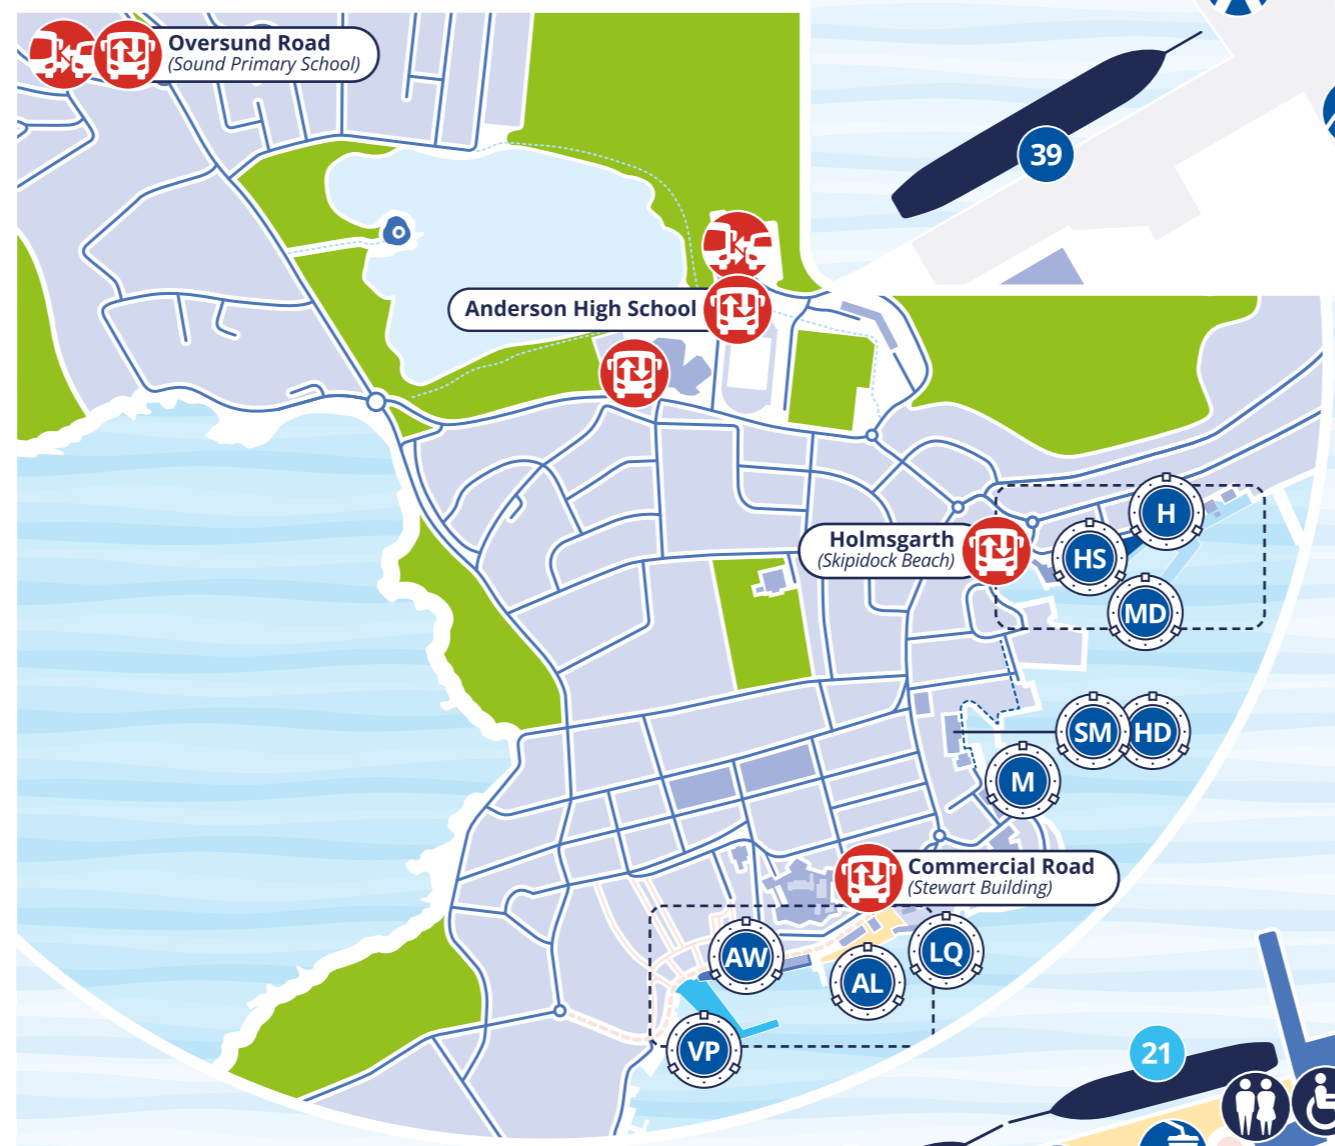 Oversund Road
(Sound Primary School)
39
Anderson High School
H
Holmsgarth
(Skipidock Beach)
HS
MD
SM
HD
M
Commercial Road
(Stewart Building)
AW
LQ
AL
VP
21